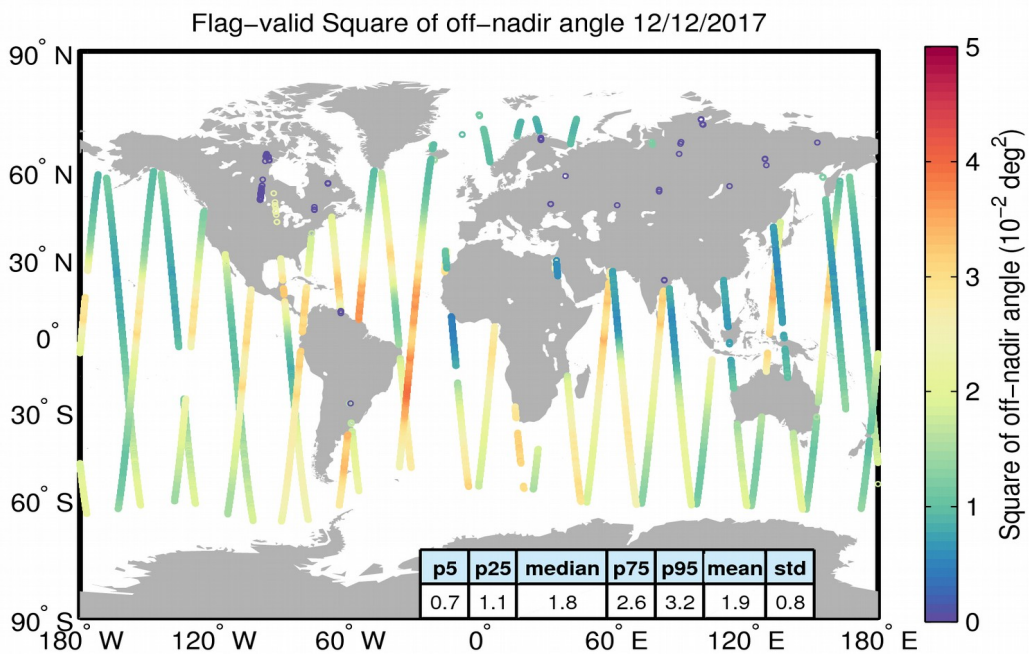 Flag−valid Square of off−nadir angle 12/12/2017
90° N
60° N
30° N
0°
30° S
60° S
90° S
180° W
120° W
60° W
0°
60° E
120° E
180° E
p5 p25 median p75 p95 mean std
0.7 1.1 1.8 2.6 3.2 1.9 0.8
5
4
3
2
1
0
Square of off−nadir angle (10⁻² deg²)